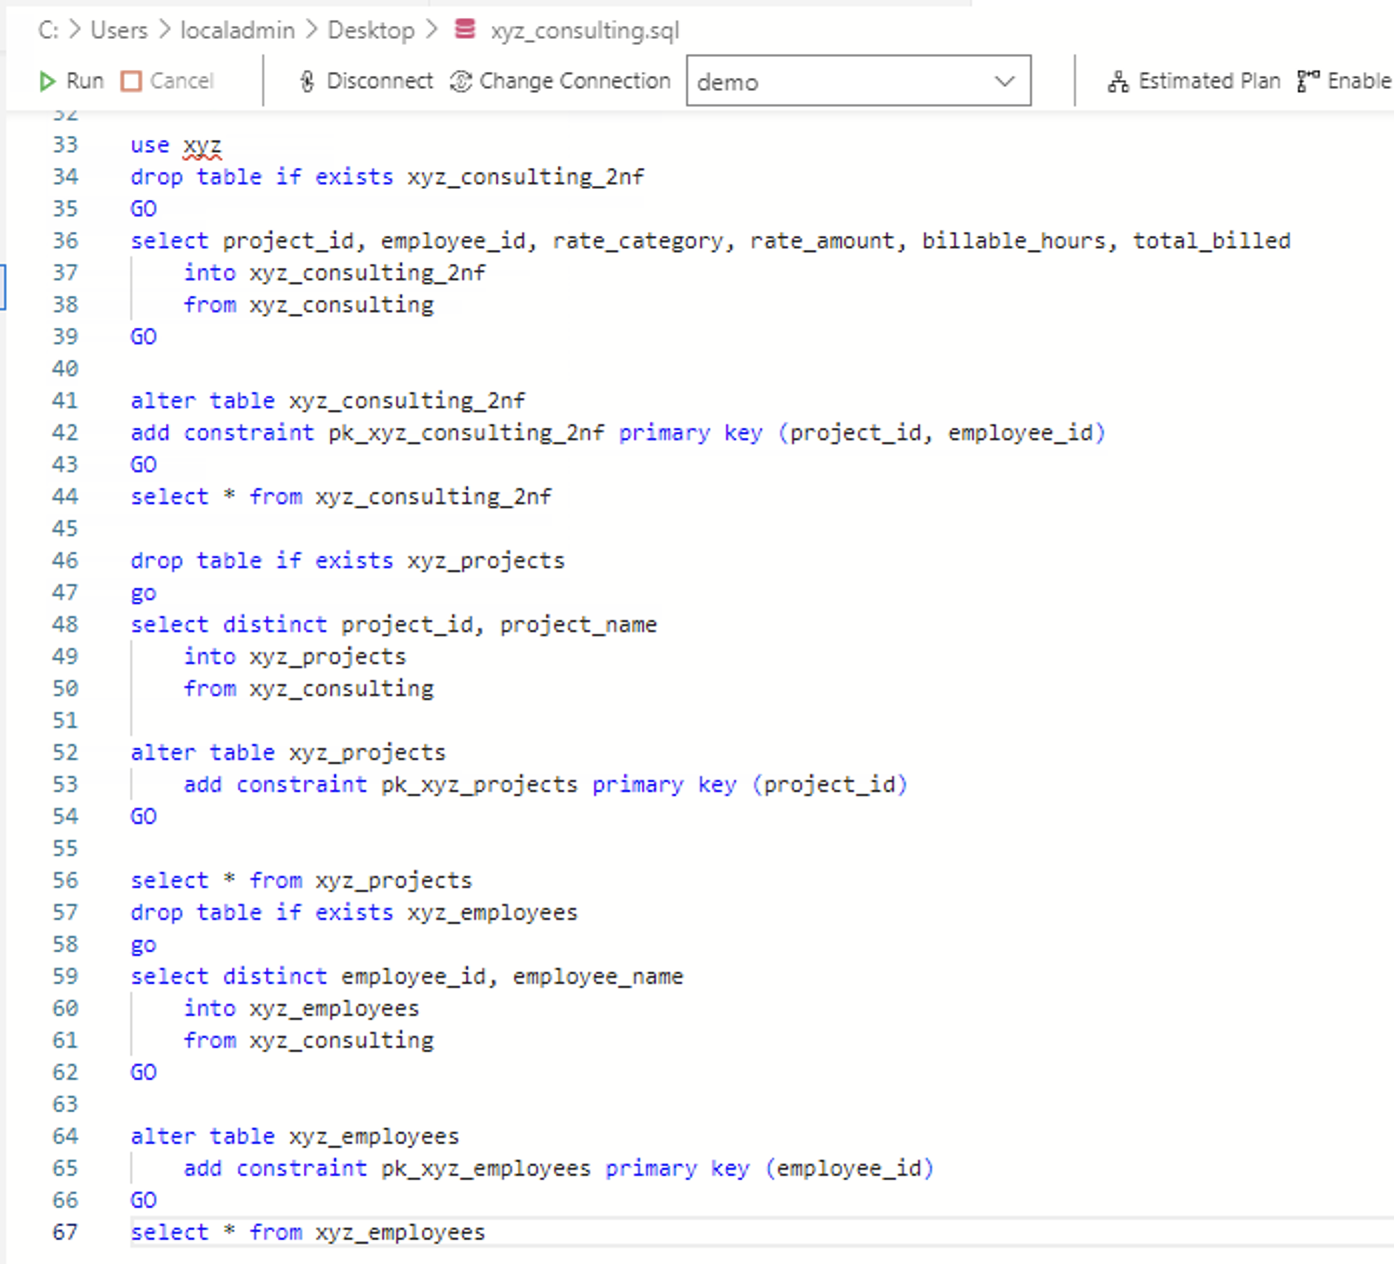 C: > Users > localadmin > Desktop > xyz_consulting.sql
Run Cancel Disconnect Change Connection demo Estimated Plan Enable
32
33 use xyz
34 drop table if exists xyz_consulting_2nf
35 GO
36 select project_id, employee_id, rate_category, rate_amount, billable_hours, total_billed
37     into xyz_consulting_2nf
38     from xyz_consulting
39 GO
40
41 alter table xyz_consulting_2nf
42 add constraint pk_xyz_consulting_2nf primary key (project_id, employee_id)
43 GO
44 select * from xyz_consulting_2nf
45
46 drop table if exists xyz_projects
47 go
48 select distinct project_id, project_name
49     into xyz_projects
50     from xyz_consulting
51
52 alter table xyz_projects
53     add constraint pk_xyz_projects primary key (project_id)
54 GO
55
56 select * from xyz_projects
57 drop table if exists xyz_employees
58 go
59 select distinct employee_id, employee_name
60     into xyz_employees
61     from xyz_consulting
62 GO
63
64 alter table xyz_employees
65     add constraint pk_xyz_employees primary key (employee_id)
66 GO
67 select * from xyz_employees